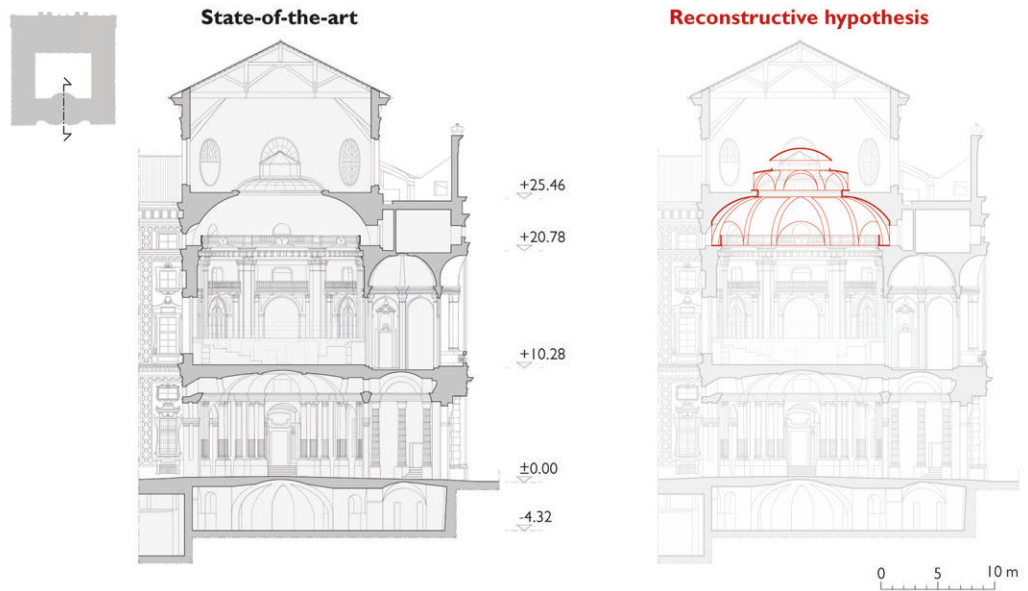 State-of-the-art
Reconstructive hypothesis
+25.46
+20.78
+10.28
±0.00
-4.32
0 5 10 m